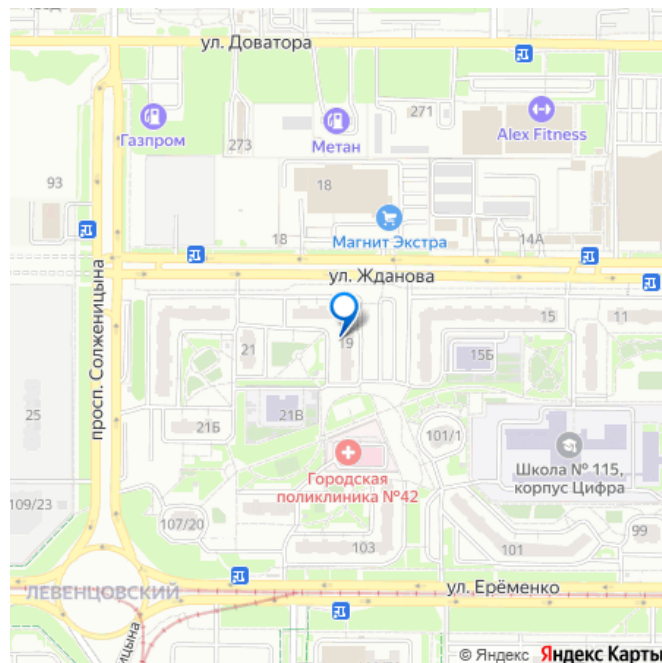 ул. Доватора
271
Alex Fitness
Газпром
Метан
273
93
18
Магнит Экстра
18
14А
ул. Жданова
просп. Солженицына
19
15
11
21
15Б
25
21В
21Б
101/1
Школа № 115,
корпус Цифра
Городская
поликлиника №42
109/23
107/20
103
101
99
ул. Ерёменко
ЛЕВЕНЦОВСКИЙ
© Яндекс Яндекс Карты